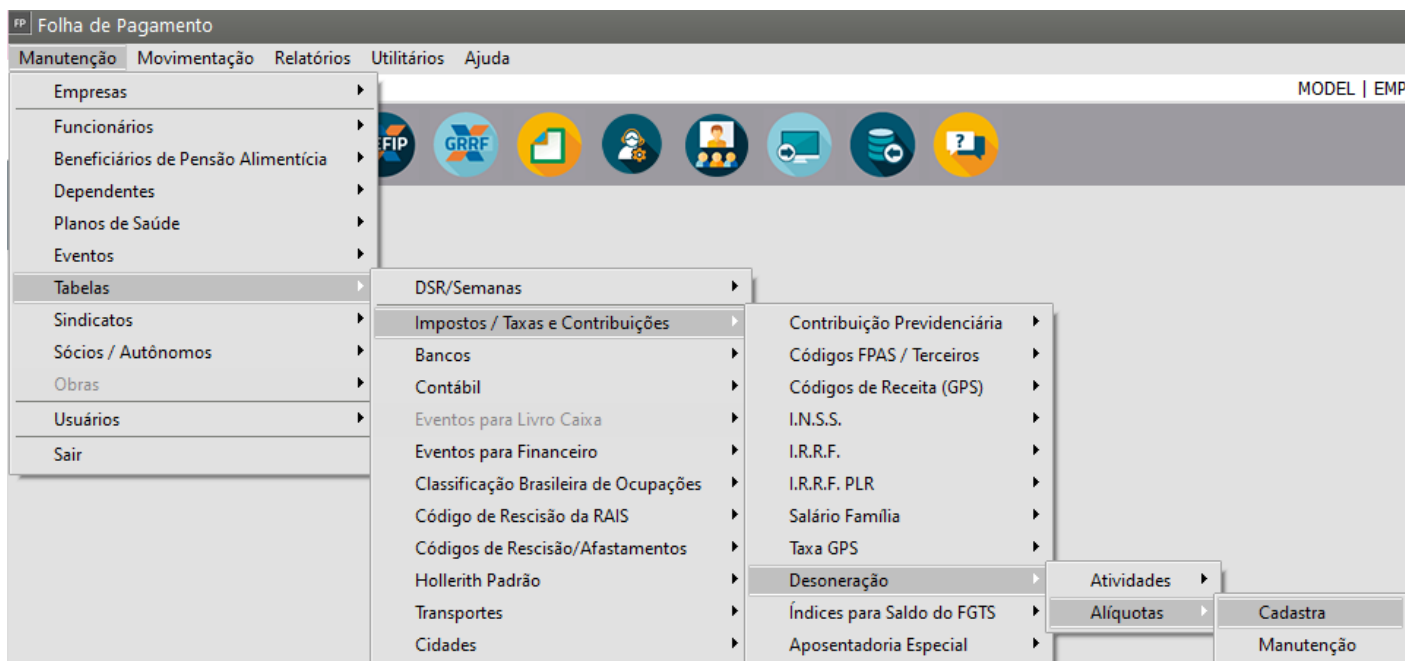 FP Folha de Pagamento
Manutenção Movimentação Relatórios Utilitários Ajuda
MODEL | EMP
Empresas
Funcionários
Beneficiários de Pensão Alimentícia
Dependentes
Planos de Saúde
Eventos
Tabelas
Sindicatos
Sócios / Autônomos
Obras
Usuários
Sair
FIP
GRRF
?
DSR/Semanas
Impostos / Taxas e Contribuições
Bancos
Contábil
Eventos para Livro Caixa
Eventos para Financeiro
Classificação Brasileira de Ocupações
Código de Rescisão da RAIS
Códigos de Rescisão/Afastamentos
Hollerith Padrão
Transportes
Cidades
Contribuição Previdenciária
Códigos FPAS / Terceiros
Códigos de Receita (GPS)
I.N.S.S.
I.R.R.F.
I.R.R.F. PLR
Salário Família
Taxa GPS
Desoneração
Índices para Saldo do FGTS
Aposentadoria Especial
Atividades
Alíquotas
Cadastra
Manutenção